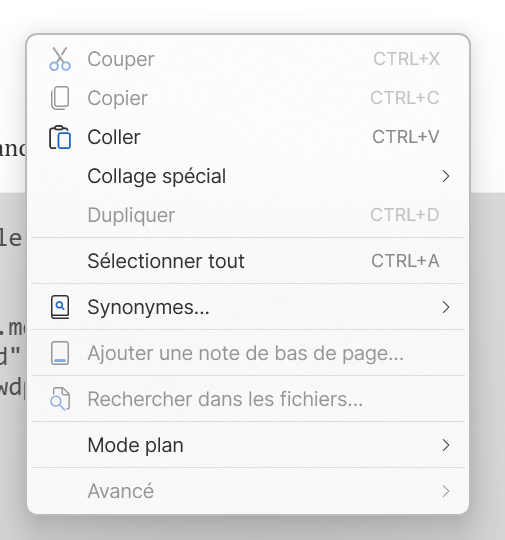 Couper CTRL+X
Copier CTRL+C
Coller CTRL+V
Collage spécial
Dupliquer CTRL+D
le
Sélectionner tout CTRL+A
Synonymes...
.m
d"
Ajouter une note de bas de page...
wd
Rechercher dans les fichiers...
Mode plan
Avancé